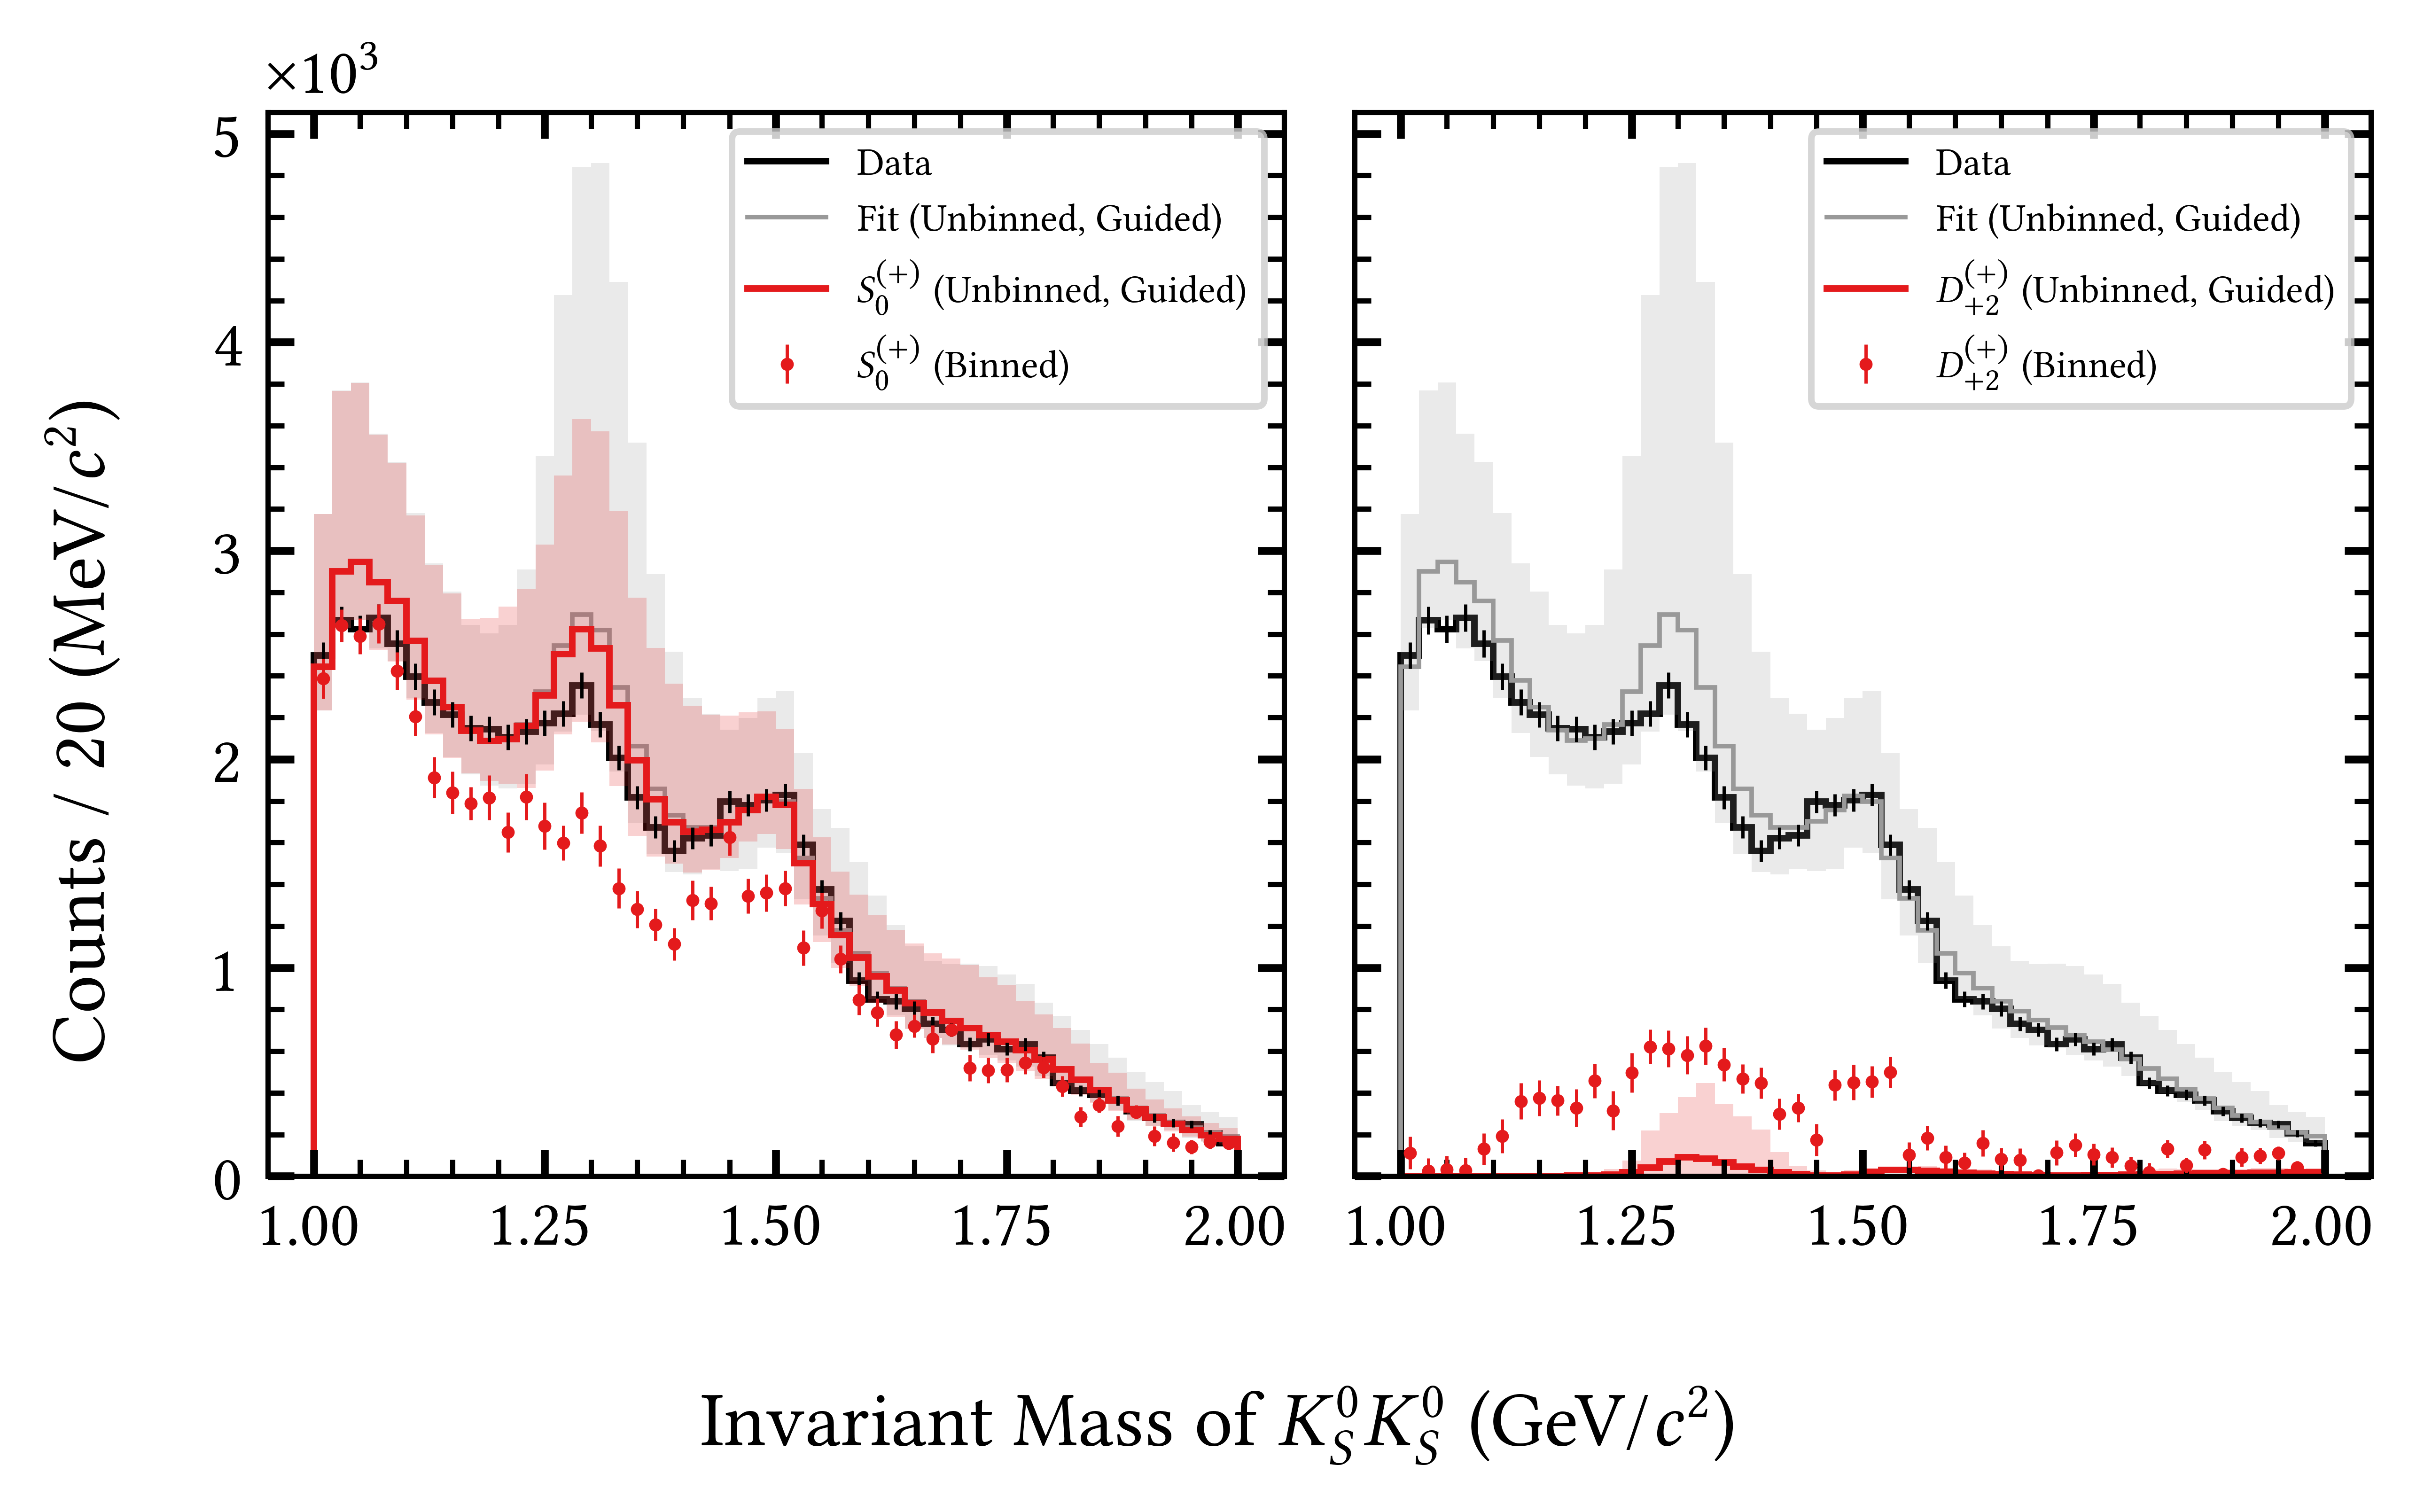 ×10³
Counts / 20 (MeV/c²)
5
4
3
2
1
0
Data
Fit (Unbinned, Guided)
S₀⁽⁺⁾ (Unbinned, Guided)
S₀⁽⁺⁾ (Binned)
1.00 1.25 1.50 1.75 2.00
Data
Fit (Unbinned, Guided)
D₊₂⁽⁺⁾ (Unbinned, Guided)
D₊₂⁽⁺⁾ (Binned)
1.00 1.25 1.50 1.75 2.00
Invariant Mass of K_S⁰K_S⁰ (GeV/c²)